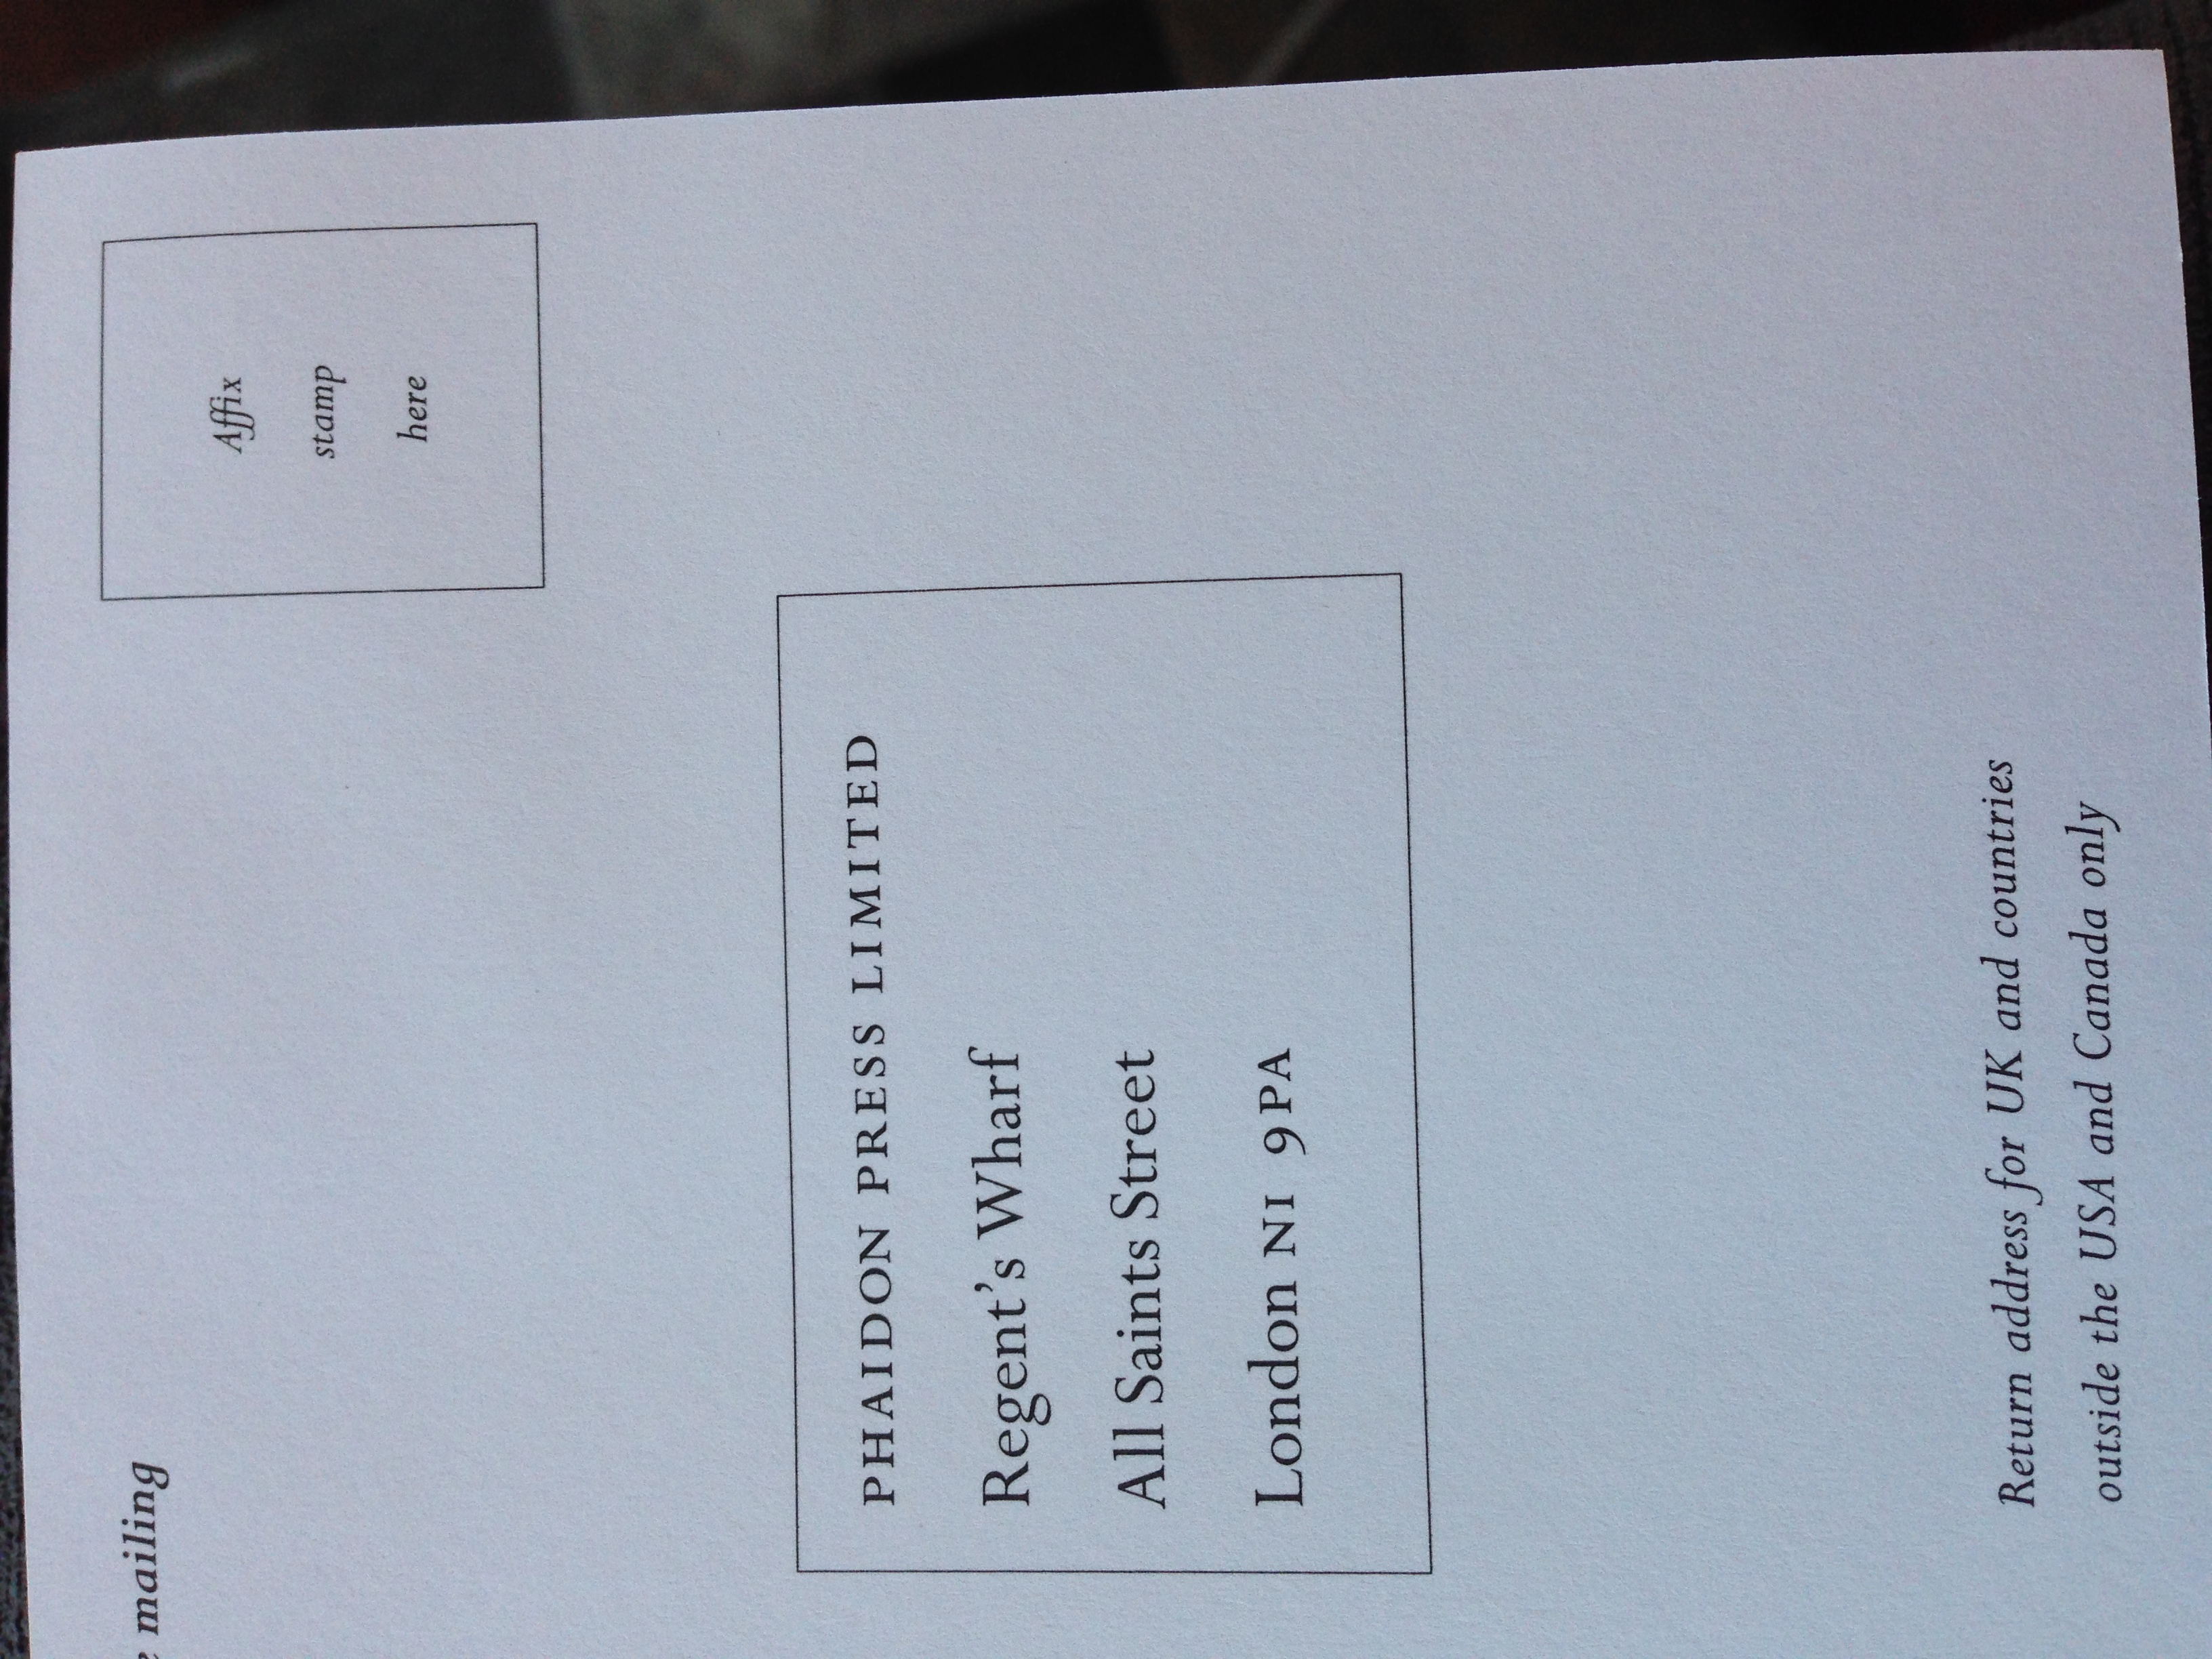 mailing
Affix
stamp
here
PHAIDON PRESS LIMITED
Regent's Wharf
All Saints Street
London N1 9PA
Return address for UK and countries
outside the USA and Canada only